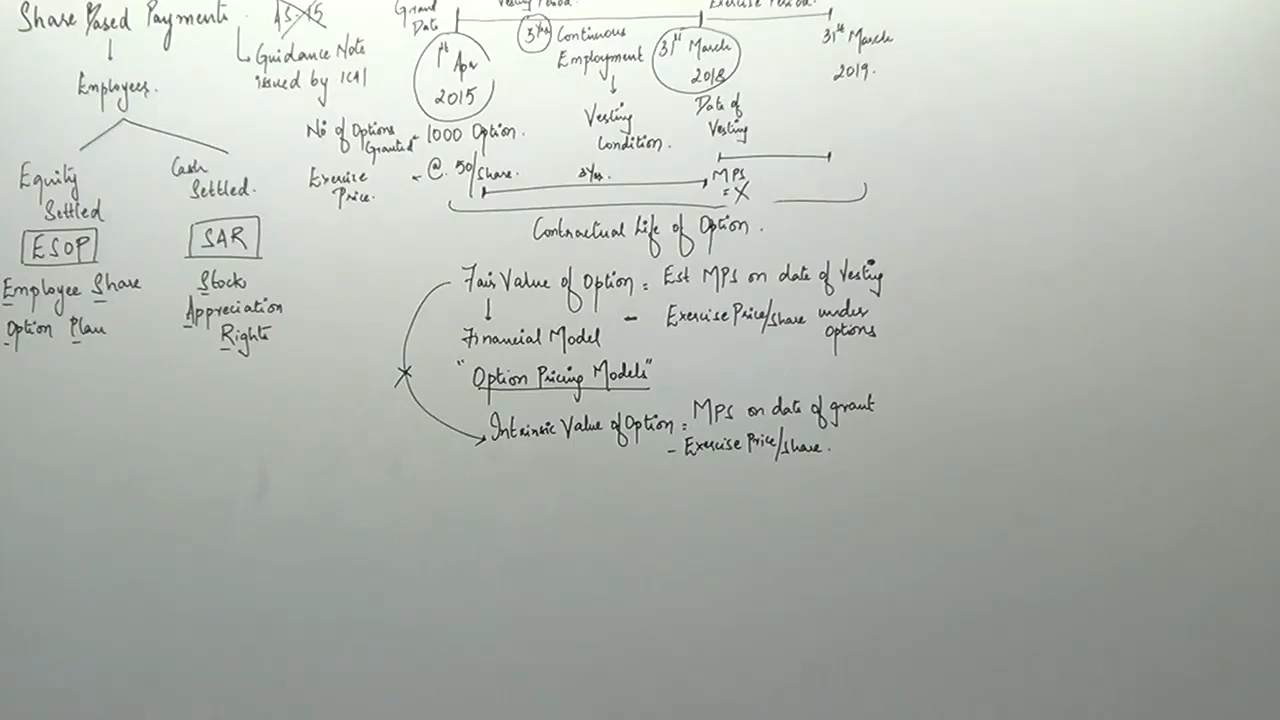 Share Based Payments
AS-15
Guidance Note
issued by ICAI
Employees.
Equity
Settled
ESOP
Employee Share
Option Plan
Cash
Settled.
SAR
Stock
Appreciation
Rights
Grant
Date
Vesting Period.
Exercise Period.
1st Apr
2015
3 Yrs
Continuous
Employment
Vesting
Condition.
31st March
2018
Date of
Vesting
31st March
2019.
No of Options
Granted = 1000 Option.
Exercise
Price. - @ 50/share.
3 Yrs.
MPS
= X
Contractual Life of Option.
Fair Value of Option = Est MPS on date of Vesting
- Exercise Price/share under
options
Financial Model
"Option Pricing Models"
Intrinsic Value of Option = MPS on date of grant
- Exercise Price/share.